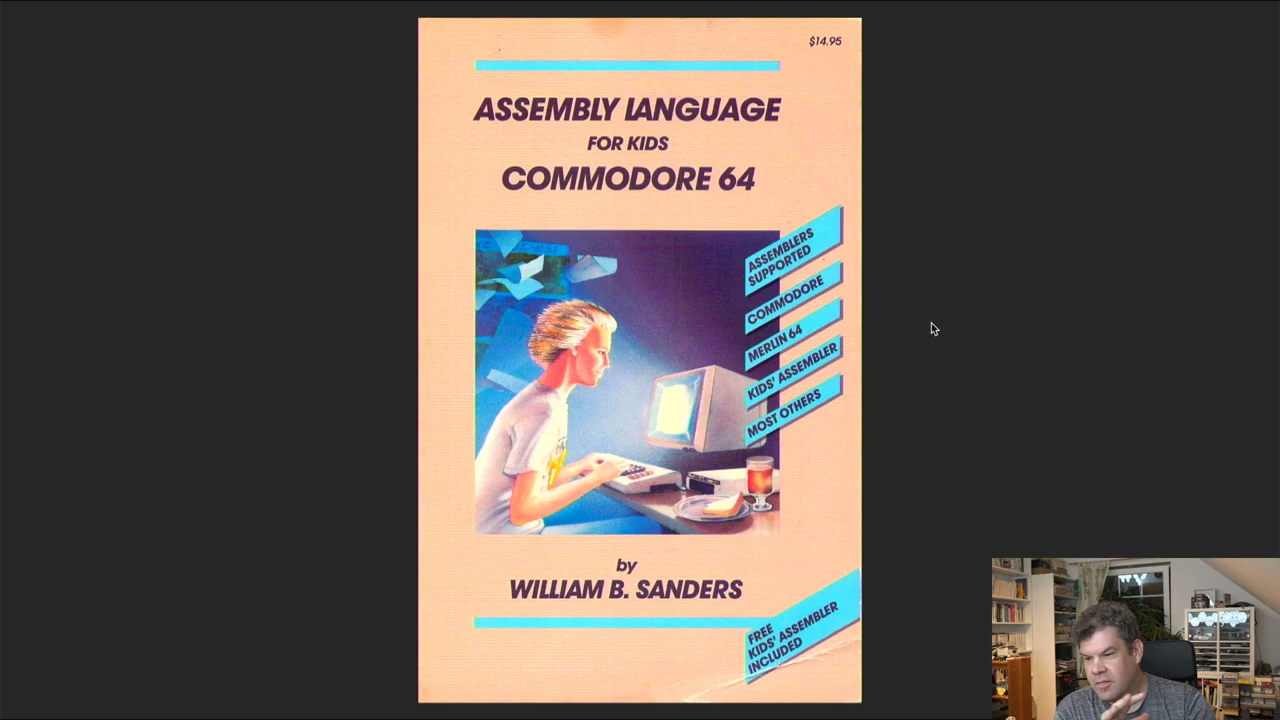 $14.95
ASSEMBLY LANGUAGE
FOR KIDS
COMMODORE 64
ASSEMBLERS
SUPPORTED
COMMODORE
MERLIN 64
KIDS' ASSEMBLER
MOST OTHERS
by
WILLIAM B. SANDERS
FREE
KIDS' ASSEMBLER
INCLUDED